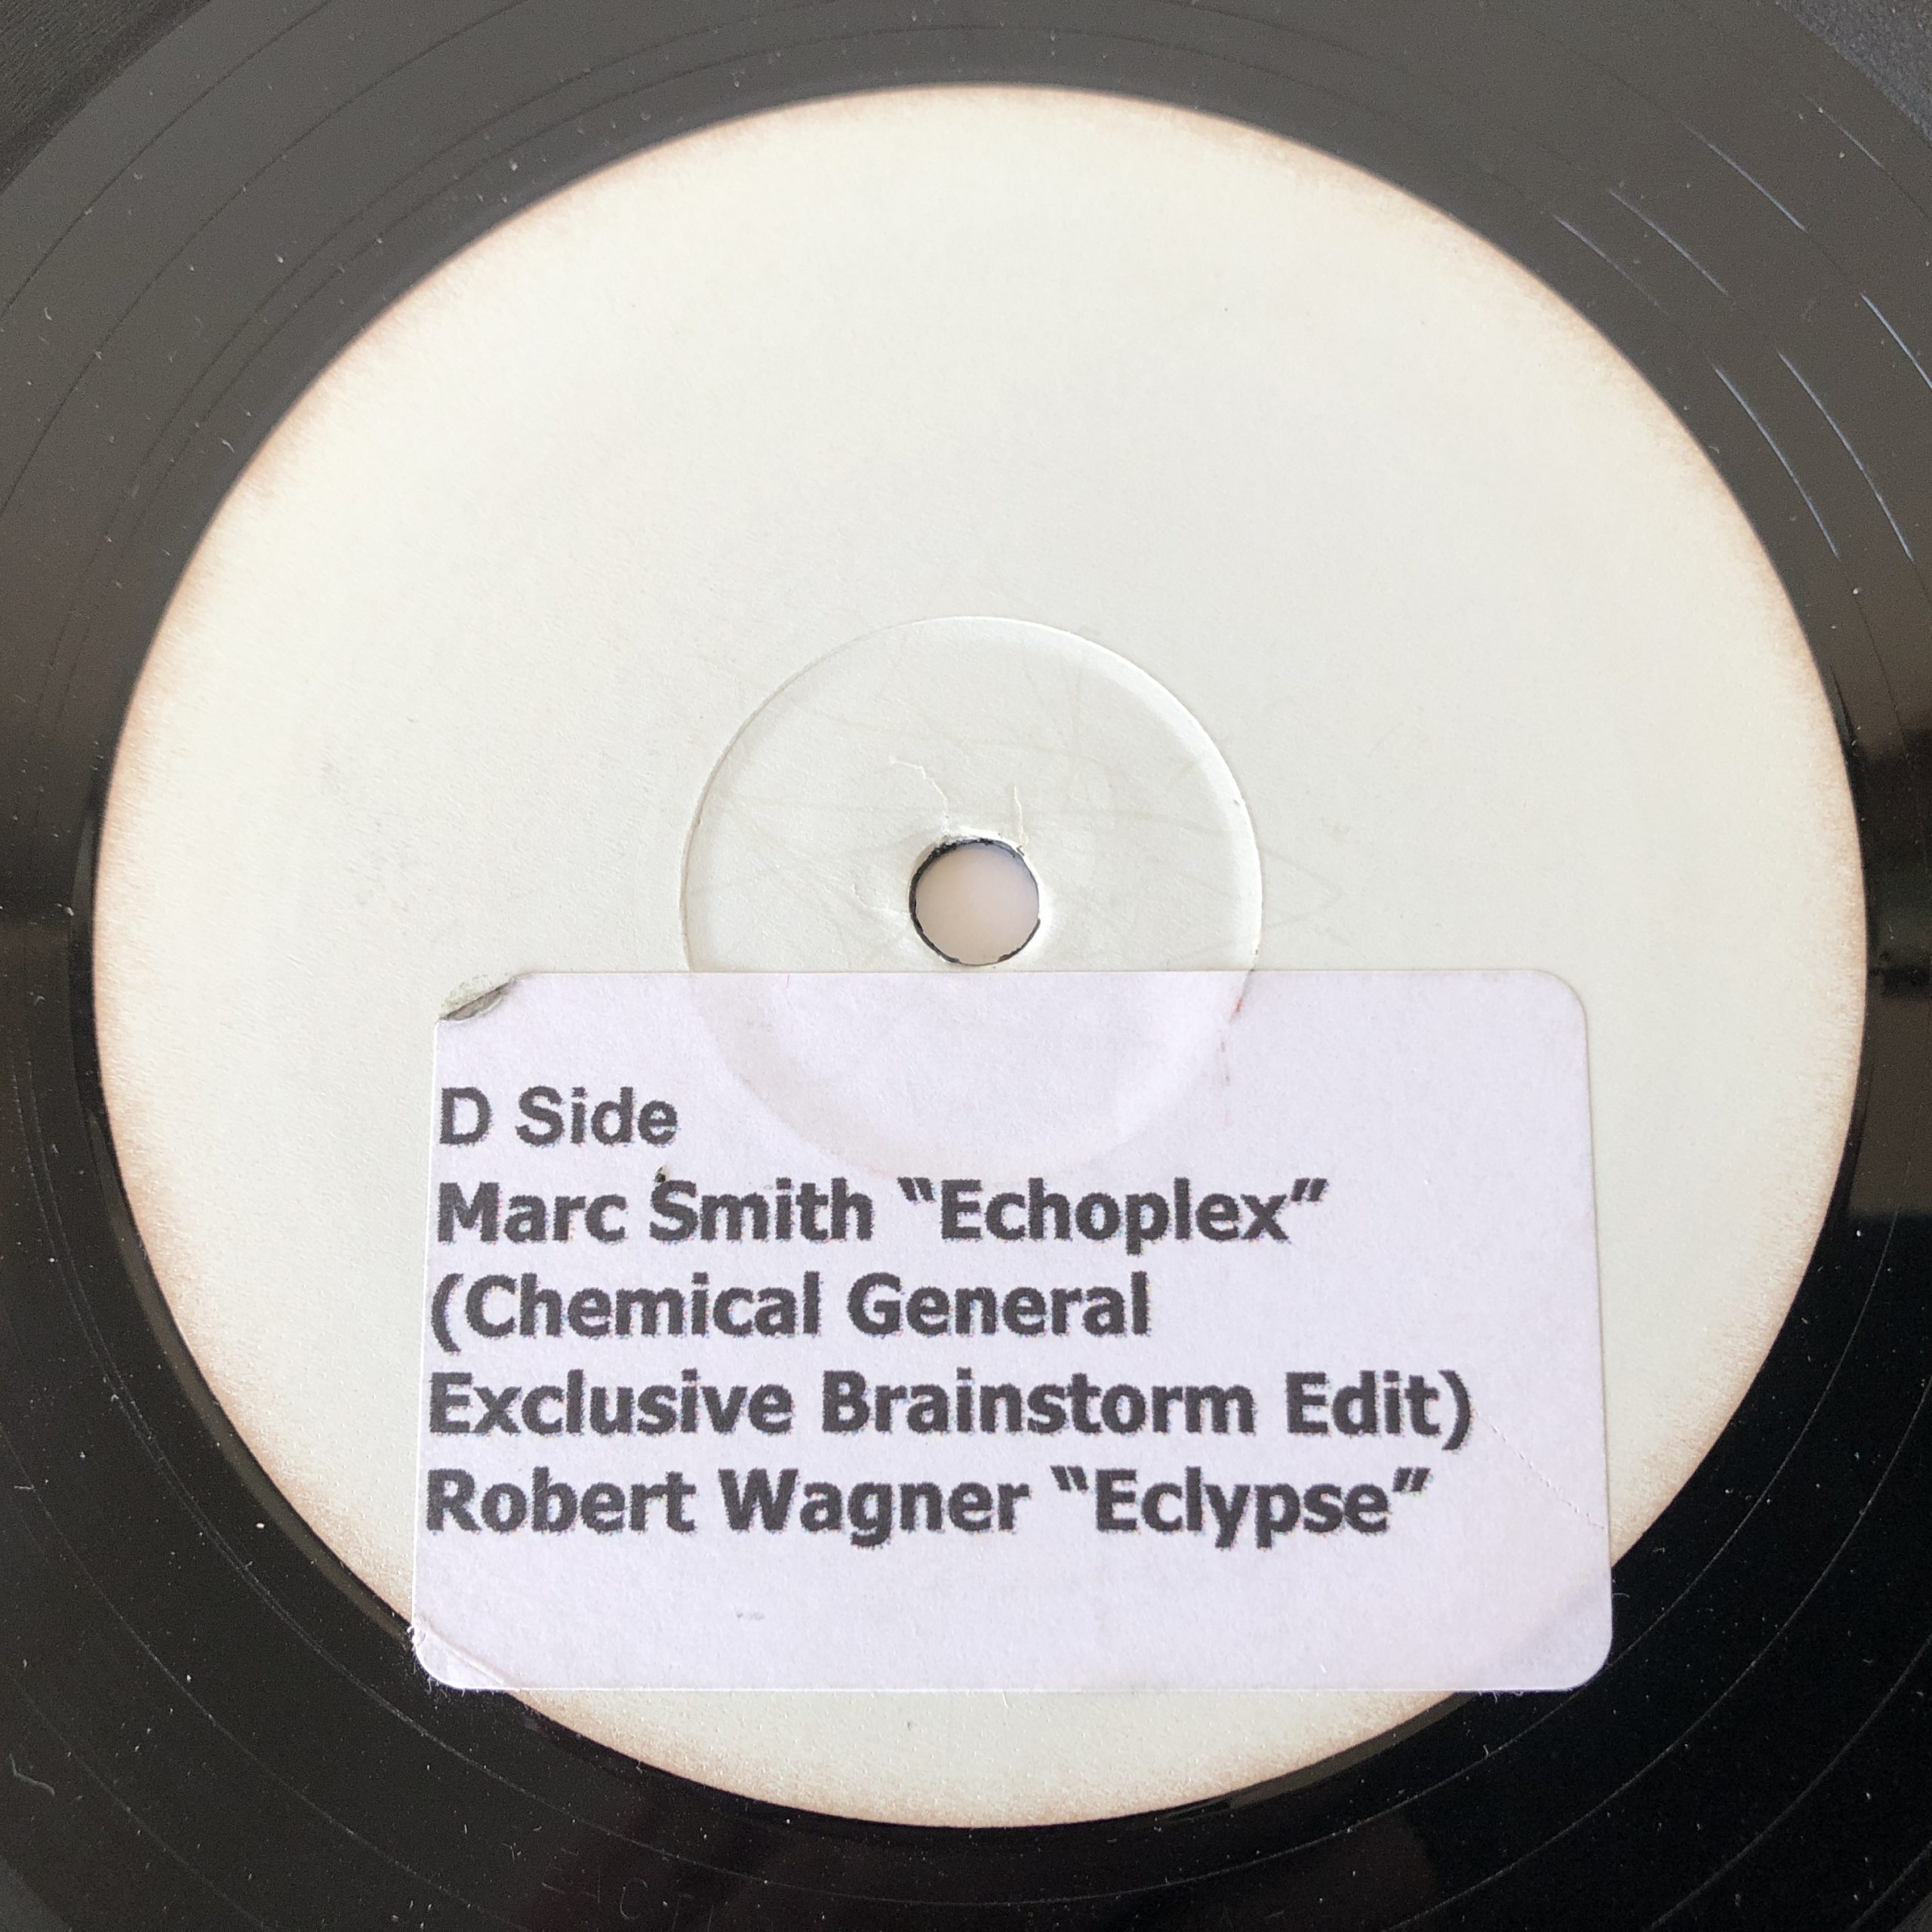 D Side
Marc Smith “Echoplex”
(Chemical General
Exclusive Brainstorm Edit)
Robert Wagner “Eclypse”